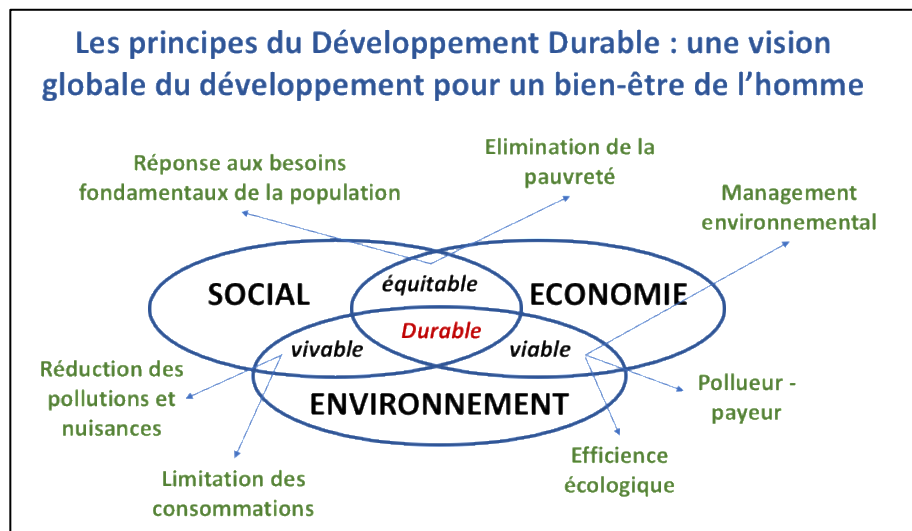 Les principes du Développement Durable : une vision
globale du développement pour un bien-être de l'homme
Réponse aux besoins
fondamentaux de la population
Elimination de la
pauvreté
Management
environnemental
SOCIAL
équitable
ECONOMIE
Durable
vivable
viable
ENVIRONNEMENT
Réduction des
pollutions et
nuisances
Pollueur -
payeur
Limitation des
consommations
Efficience
écologique